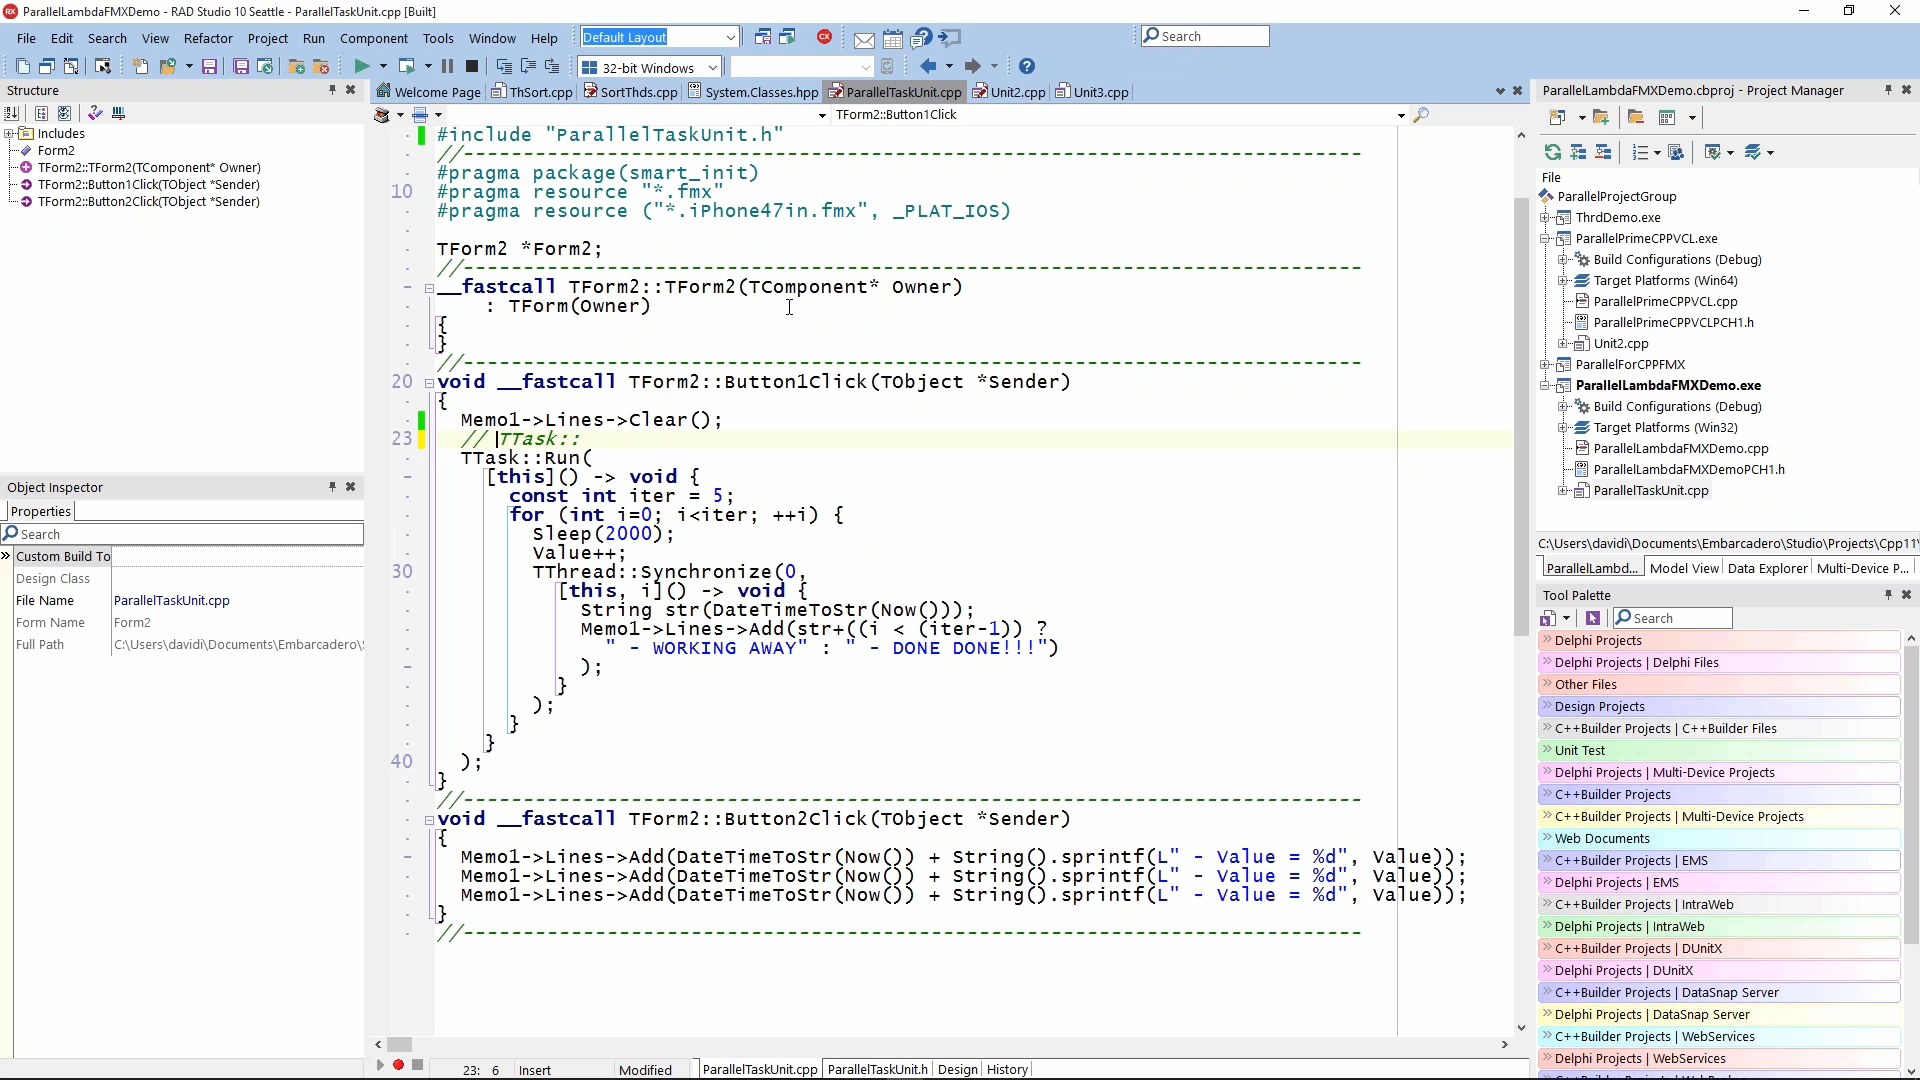 ParallelLambdaFMXDemo - RAD Studio 10 Seattle - ParallelTaskUnit.cpp [Built]
File Edit Search View Refactor Project Run Component Tools Window Help
Default Layout
Search
32-bit Windows
Structure
Welcome Page ThSort.cpp SortThds.cpp System.Classes.hpp ParallelTaskUnit.cpp Unit2.cpp Unit3.cpp
ParallelLambdaFMXDemo.cbproj - Project Manager
TForm2::Button1Click
Includes
Form2
TForm2::TForm2(TComponent* Owner)
TForm2::Button1Click(TObject *Sender)
TForm2::Button2Click(TObject *Sender)
Object Inspector
Properties
Search
Custom Build To
Design Class
File Name ParallelTaskUnit.cpp
Form Name Form2
Full Path C:\Users\davidi\Documents\Embarcadero\
#include "ParallelTaskUnit.h"
//---------------------------------------------------------------------------
#pragma package(smart_init)
10 #pragma resource "*.fmx"
#pragma resource ("*.iPhone47in.fmx", _PLAT_IOS)
TForm2 *Form2;
//---------------------------------------------------------------------------
__fastcall TForm2::TForm2(TComponent* Owner)
: TForm(Owner)
{
}
//---------------------------------------------------------------------------
20 void __fastcall TForm2::Button1Click(TObject *Sender)
{
Memo1->Lines->Clear();
23 // TTask::
TTask::Run(
[this]() -> void {
const int iter = 5;
for (int i=0; i<iter; ++i) {
Sleep(2000);
Value++;
30 TThread::Synchronize(0,
[this, i]() -> void {
String str(DateTimeToStr(Now()));
Memo1->Lines->Add(str+((i < (iter-1)) ?
" - WORKING AWAY" : " - DONE DONE!!!")
);
}
);
}
}
40 );
}
//---------------------------------------------------------------------------
void __fastcall TForm2::Button2Click(TObject *Sender)
{
Memo1->Lines->Add(DateTimeToStr(Now()) + String().sprintf(L" - Value = %d", Value));
Memo1->Lines->Add(DateTimeToStr(Now()) + String().sprintf(L" - Value = %d", Value));
Memo1->Lines->Add(DateTimeToStr(Now()) + String().sprintf(L" - Value = %d", Value));
}
//---------------------------------------------------------------------------
23: 6 Insert Modified ParallelTaskUnit.cpp ParallelTaskUnit.h Design History
File
ParallelProjectGroup
ThrdDemo.exe
ParallelPrimeCPPVCL.exe
Build Configurations (Debug)
Target Platforms (Win64)
ParallelPrimeCPPVCL.cpp
ParallelPrimeCPPVCLPCH1.h
Unit2.cpp
ParallelForCPPFMX
ParallelLambdaFMXDemo.exe
Build Configurations (Debug)
Target Platforms (Win32)
ParallelLambdaFMXDemo.cpp
ParallelLambdaFMXDemoPCH1.h
ParallelTaskUnit.cpp
C:\Users\davidi\Documents\Embarcadero\Studio\Projects\Cpp11\
ParallelLambd... Model View Data Explorer Multi-Device P...
Tool Palette
Search
Delphi Projects
Delphi Projects | Delphi Files
Other Files
Design Projects
C++Builder Projects | C++Builder Files
Unit Test
Delphi Projects | Multi-Device Projects
C++Builder Projects
C++Builder Projects | Multi-Device Projects
Web Documents
C++Builder Projects | EMS
Delphi Projects | EMS
C++Builder Projects | IntraWeb
Delphi Projects | IntraWeb
C++Builder Projects | DUnitX
Delphi Projects | DUnitX
C++Builder Projects | DataSnap Server
Delphi Projects | DataSnap Server
C++Builder Projects | WebServices
Delphi Projects | WebServices